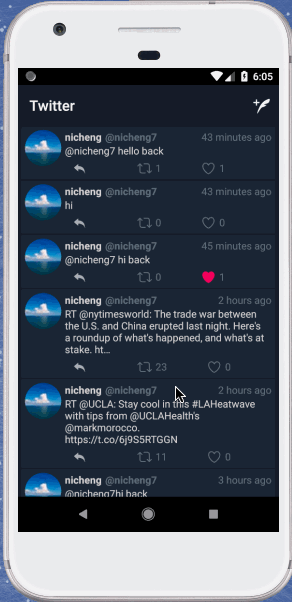 6:05
Twitter
nicheng @nicheng7 43 minutes ago
@nicheng7 hello back
1 1
nicheng @nicheng7 43 minutes ago
hi
0 0
nicheng @nicheng7 45 minutes ago
@nicheng7 hi back
0 1
nicheng @nicheng7 2 hours ago
RT @nytimesworld: The trade war between
the U.S. and China erupted last night. Here's
a roundup of what's happened, and what's at
stake. ht…
23 0
nicheng @nicheng7 2 hours ago
RT @UCLA: Stay cool in this #LAHeatwave
with tips from @UCLAHealth's
@markmorocco.
https://t.co/6j9S5RTGGN
11 0
nicheng @nicheng7 3 hours ago
@nicheng7hi back